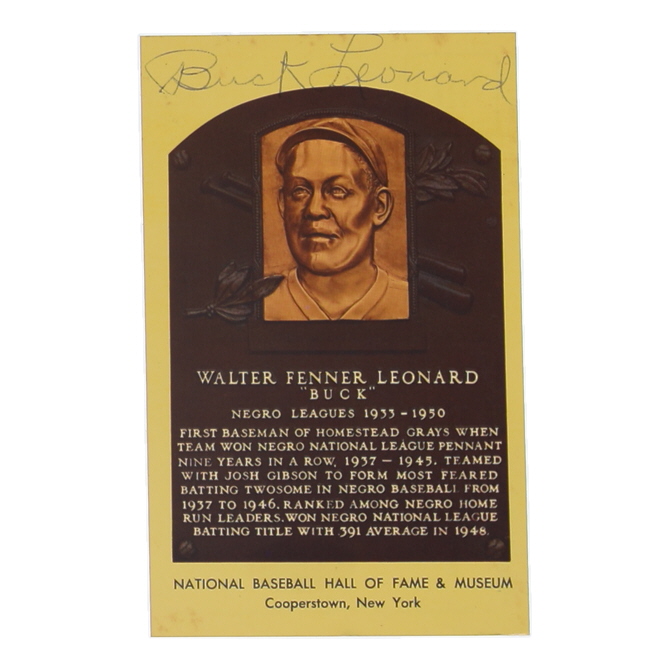 Buck Leonard
WALTER FENNER LEONARD
"BUCK"
NEGRO LEAGUES 1933 - 1950
FIRST BASEMAN OF HOMESTEAD GRAYS WHEN
TEAM WON NEGRO NATIONAL LEAGUE PENNANT
NINE YEARS IN A ROW, 1937 - 1945. TEAMED
WITH JOSH GIBSON TO FORM MOST FEARED
BATTING TWOSOME IN NEGRO BASEBALL FROM
1937 TO 1946. RANKED AMONG NEGRO HOME
RUN LEADERS. WON NEGRO NATIONAL LEAGUE
BATTING TITLE WITH .391 AVERAGE IN 1948.
NATIONAL BASEBALL HALL OF FAME & MUSEUM
Cooperstown, New York